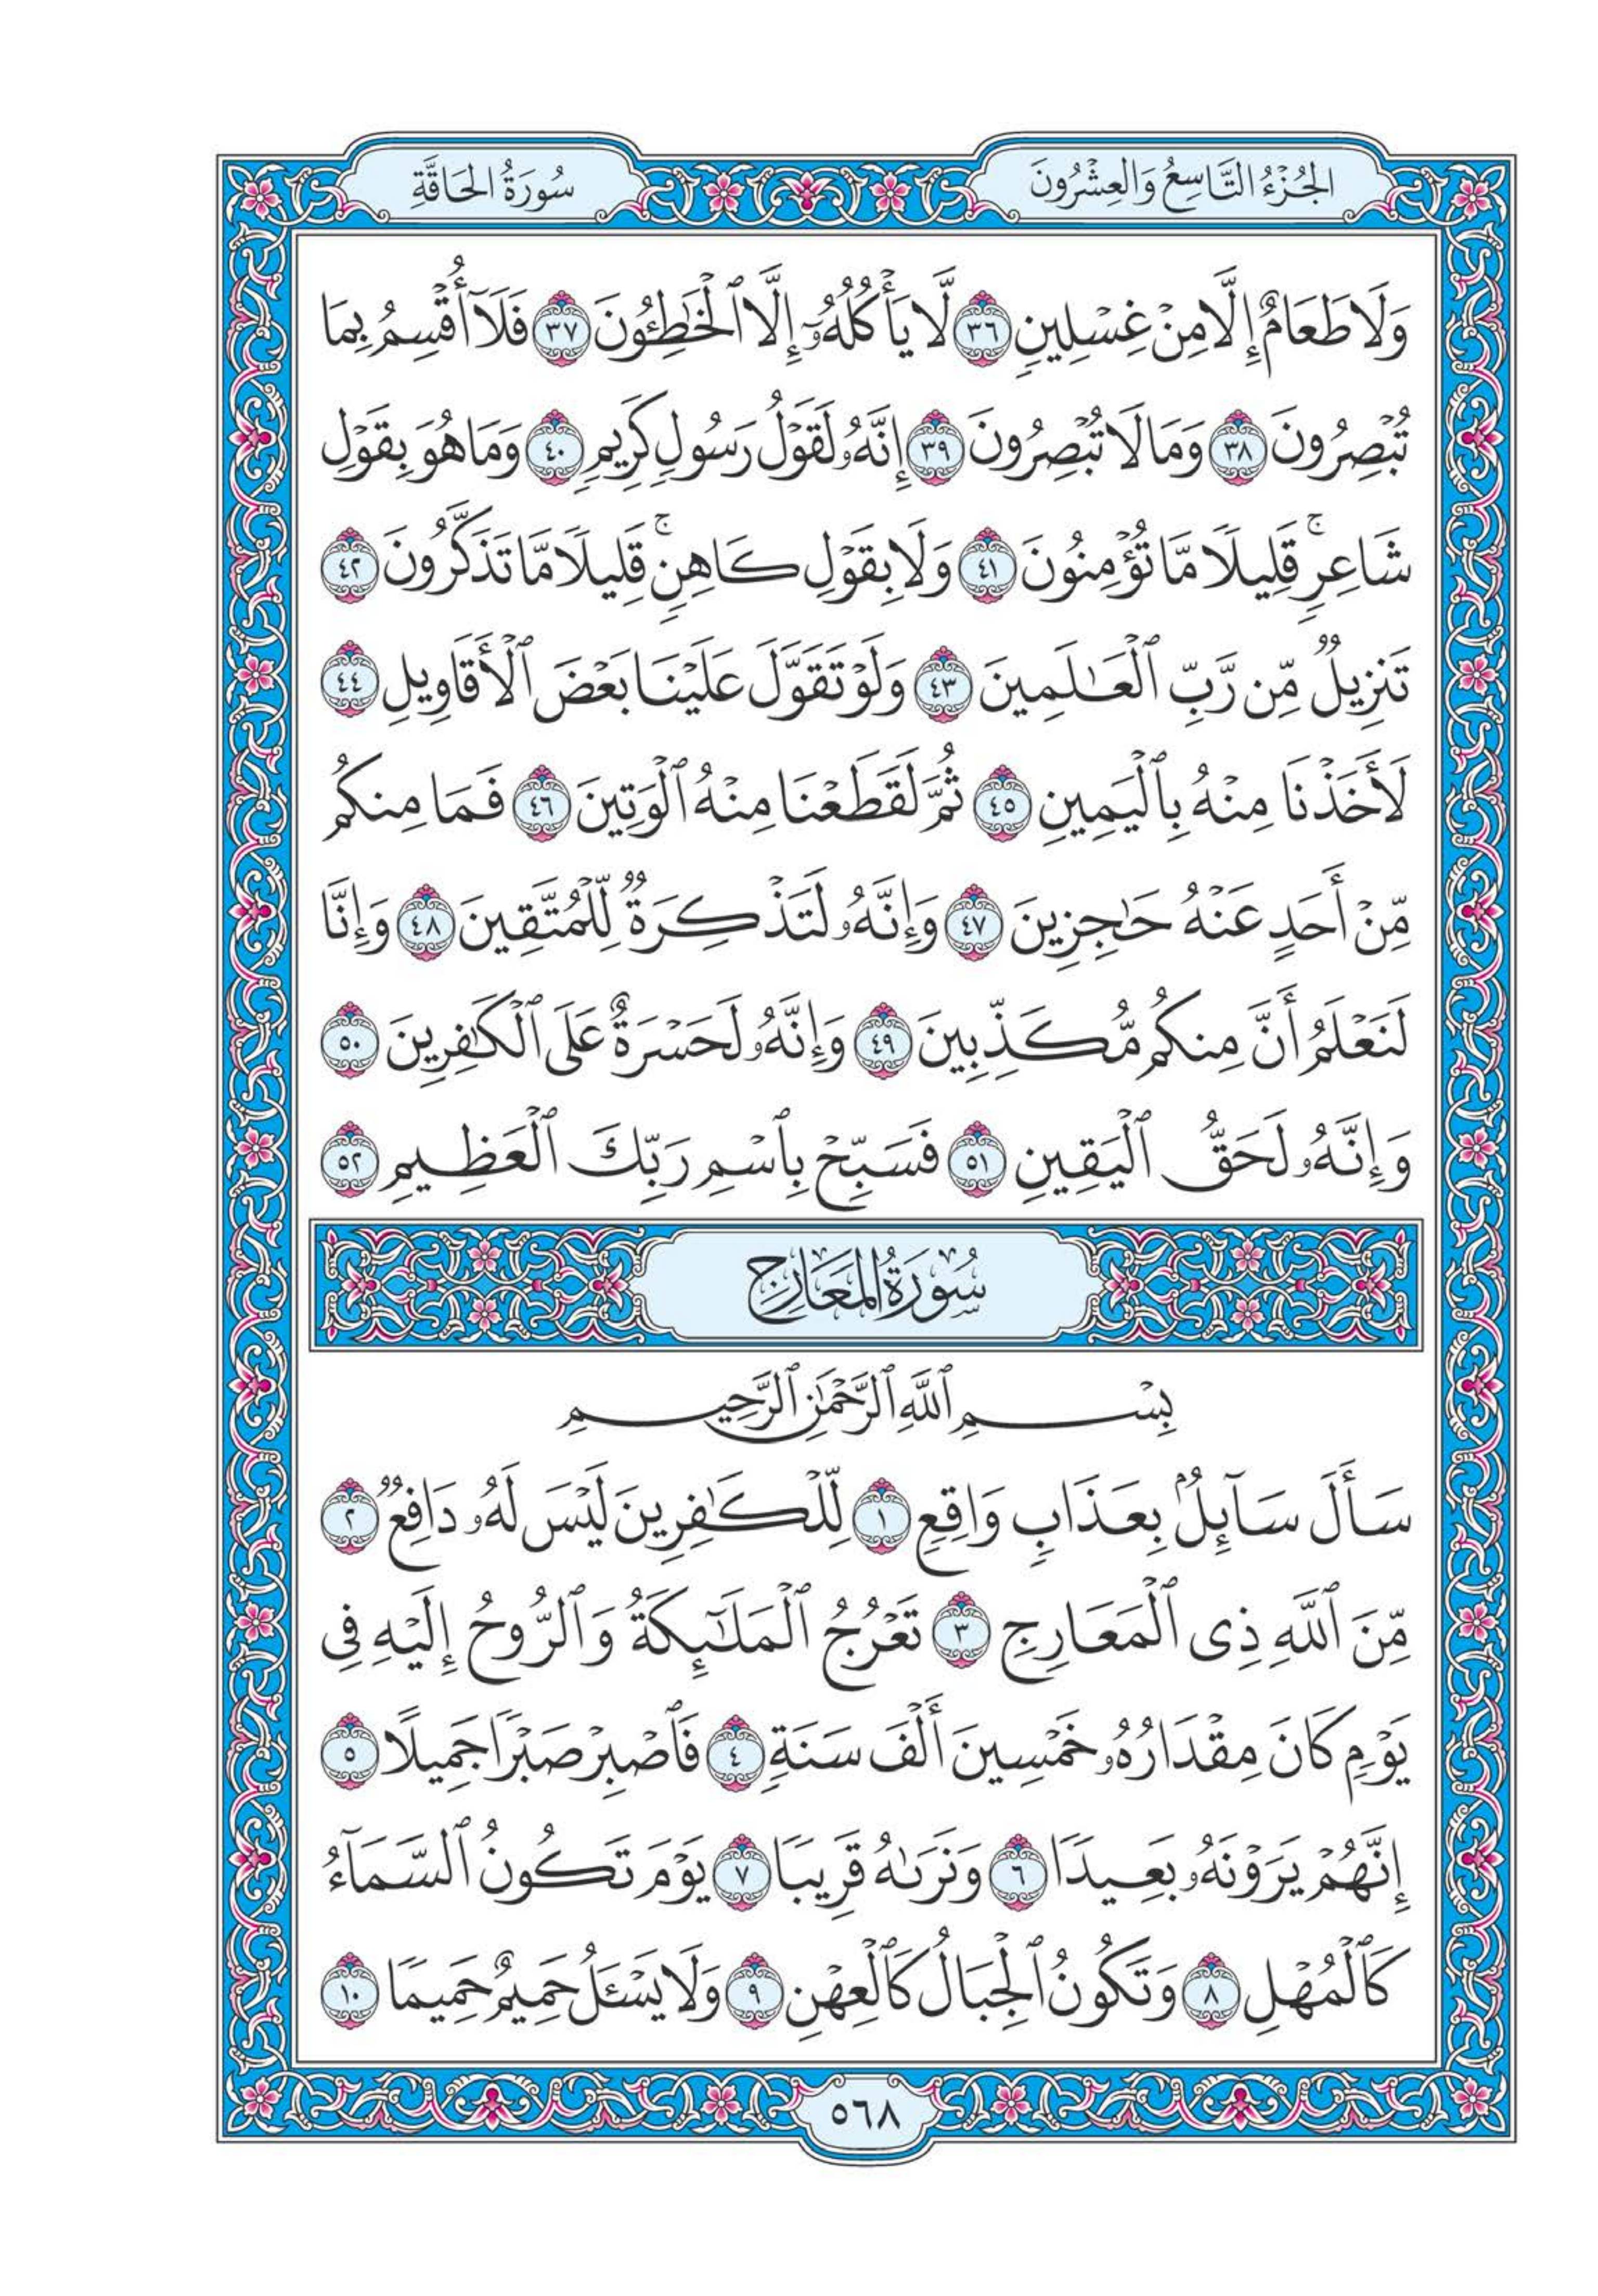 الجُزْءُ التَّاسِعُ وَالعِشْرُونَ
سُورَةُ الحَاقَّةِ
وَلَا طَعَامٌ إِلَّا مِنْ غِسْلِينٍ ٣٦ لَّا يَأْكُلُهُۥٓ إِلَّا ٱلْخَٰطِـُٔونَ ٣٧ فَلَآ أُقْسِمُ بِمَا
تُبْصِرُونَ ٣٨ وَمَا لَا تُبْصِرُونَ ٣٩ إِنَّهُۥ لَقَوْلُ رَسُولٍ كَرِيمٍ ٤٠ وَمَا هُوَ بِقَوْلِ
شَاعِرٍ ۚ قَلِيلًا مَّا تُؤْمِنُونَ ٤١ وَلَا بِقَوْلِ كَاهِنٍ ۚ قَلِيلًا مَّا تَذَكَّرُونَ ٤٢
تَنزِيلٌ مِّن رَّبِّ ٱلْعَٰلَمِينَ ٤٣ وَلَوْ تَقَوَّلَ عَلَيْنَا بَعْضَ ٱلْأَقَاوِيلِ ٤٤
لَأَخَذْنَا مِنْهُ بِٱلْيَمِينِ ٤٥ ثُمَّ لَقَطَعْنَا مِنْهُ ٱلْوَتِينَ ٤٦ فَمَا مِنكُم
مِّنْ أَحَدٍ عَنْهُ حَٰجِزِينَ ٤٧ وَإِنَّهُۥ لَتَذْكِرَةٌ لِّلْمُتَّقِينَ ٤٨ وَإِنَّا
لَنَعْلَمُ أَنَّ مِنكُم مُّكَذِّبِينَ ٤٩ وَإِنَّهُۥ لَحَسْرَةٌ عَلَى ٱلْكَٰفِرِينَ ٥٠
وَإِنَّهُۥ لَحَقُّ ٱلْيَقِينِ ٥١ فَسَبِّحْ بِٱسْمِ رَبِّكَ ٱلْعَظِيمِ ٥٢
سُورَةُ المَعَارِجِ
بِسْمِ ٱللَّهِ ٱلرَّحْمَٰنِ ٱلرَّحِيمِ
سَأَلَ سَآئِلٌۢ بِعَذَابٍ وَاقِعٍ ١ لِّلْكَٰفِرِينَ لَيْسَ لَهُۥ دَافِعٌ ٢
مِّنَ ٱللَّهِ ذِى ٱلْمَعَارِجِ ٣ تَعْرُجُ ٱلْمَلَٰٓئِكَةُ وَٱلرُّوحُ إِلَيْهِ فِى
يَوْمٍ كَانَ مِقْدَارُهُۥ خَمْسِينَ أَلْفَ سَنَةٍ ٤ فَٱصْبِرْ صَبْرًا جَمِيلًا ٥
إِنَّهُمْ يَرَوْنَهُۥ بَعِيدًا ٦ وَنَرَىٰهُ قَرِيبًا ٧ يَوْمَ تَكُونُ ٱلسَّمَآءُ
كَٱلْمُهْلِ ٨ وَتَكُونُ ٱلْجِبَالُ كَٱلْعِهْنِ ٩ وَلَا يَسْـَٔلُ حَمِيمٌ حَمِيمًا ١٠
٥٦٨